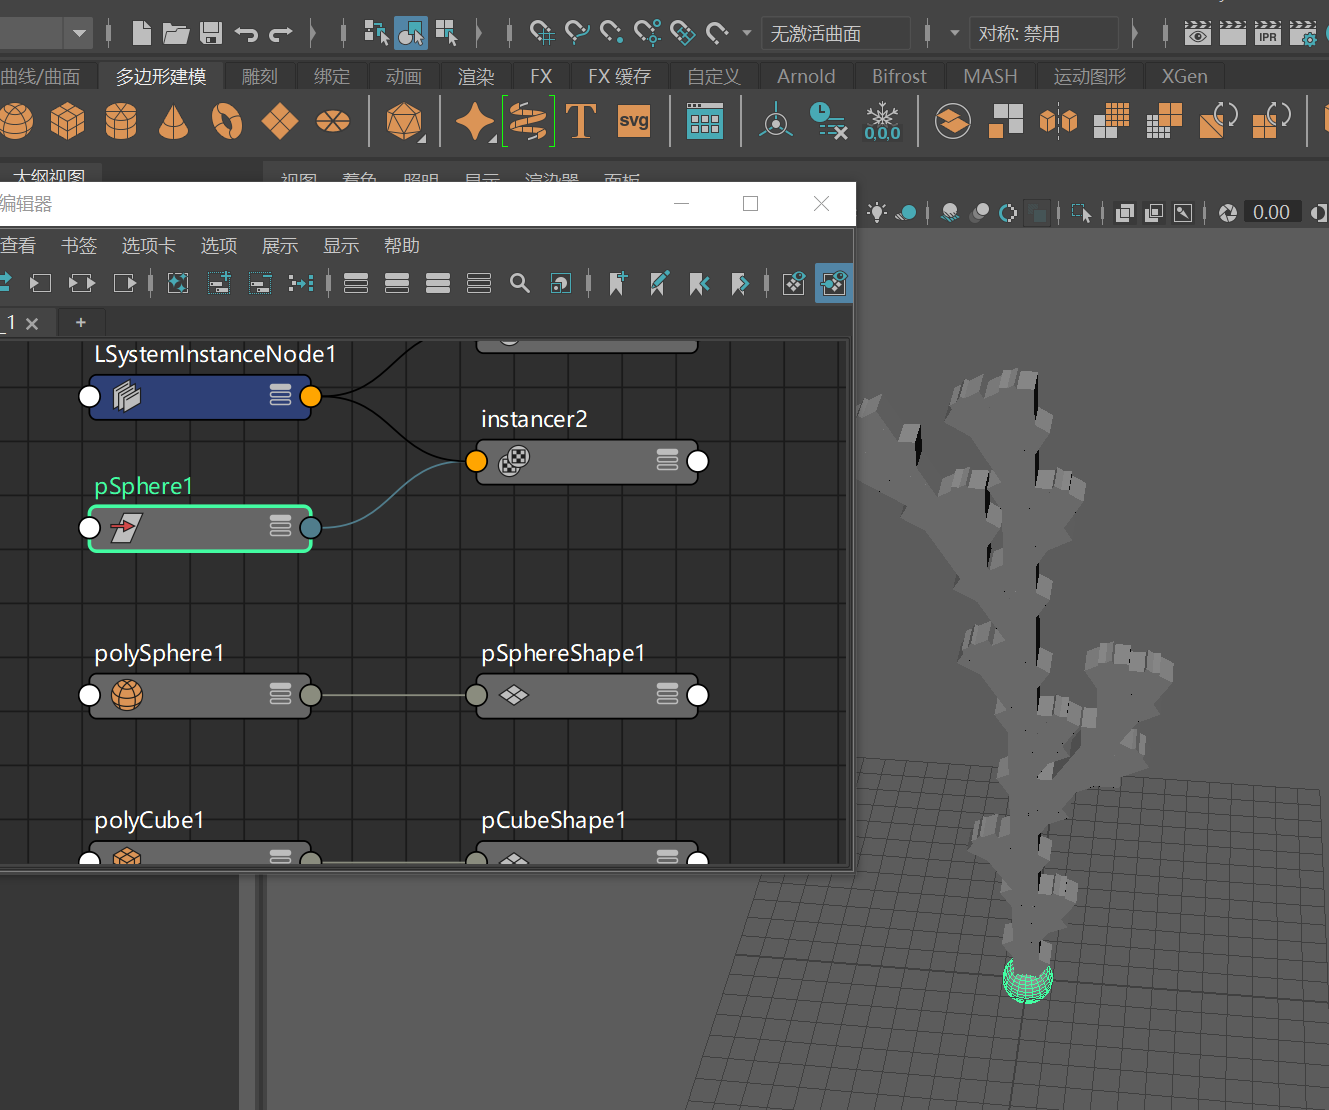 无激活曲面
对称: 禁用
曲线/曲面
多边形建模
雕刻
绑定
动画
渲染
FX
FX 缓存
自定义
Arnold
Bifrost
MASH
运动图形
XGen
IPR
T
svg
0,0,0
大纲视图
视图
着色
照明
显示
渲染器
面板
编辑器
0.00
查看
书签
选项卡
选项
展示
显示
帮助
_1
+
LSystemInstanceNode1
instancer2
pSphere1
polySphere1
pSphereShape1
polyCube1
pCubeShape1